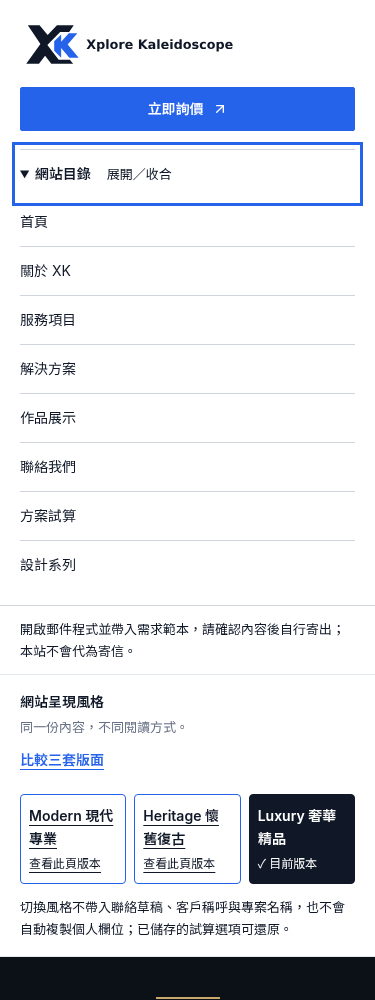 Xplore Kaleidoscope
立即詢價
網站目錄 展開／收合
首頁
關於 XK
服務項目
解決方案
作品展示
聯絡我們
方案試算
設計系列
開啟郵件程式並帶入需求範本，請確認內容後自行寄出；
本站不會代為寄信。
網站呈現風格
同一份內容，不同閱讀方式。
比較三套版面
Modern 現代
專業
查看此頁版本
Heritage 懷
舊復古
查看此頁版本
Luxury 奢華
精品
✓ 目前版本
切換風格不帶入聯絡草稿、客戶稱呼與專案名稱，也不會
自動複製個人欄位；已儲存的試算選項可還原。